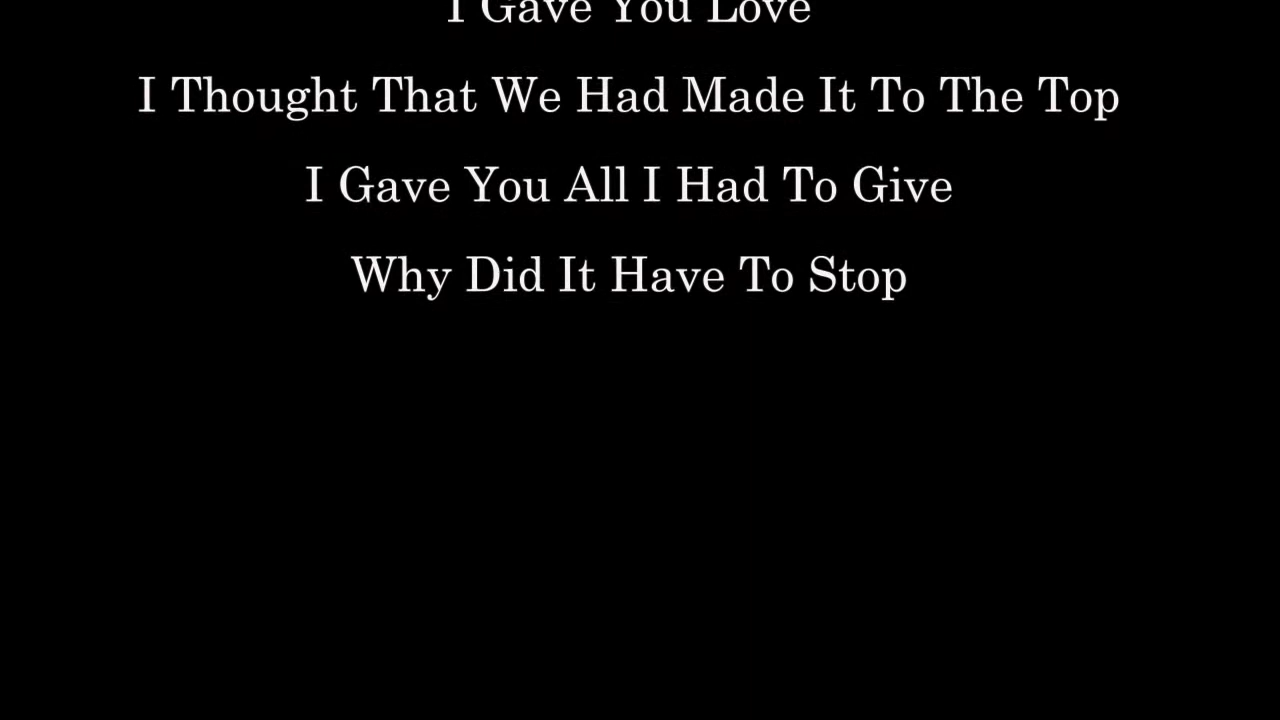 I Gave You Love
I Thought That We Had Made It To The Top
I Gave You All I Had To Give
Why Did It Have To Stop